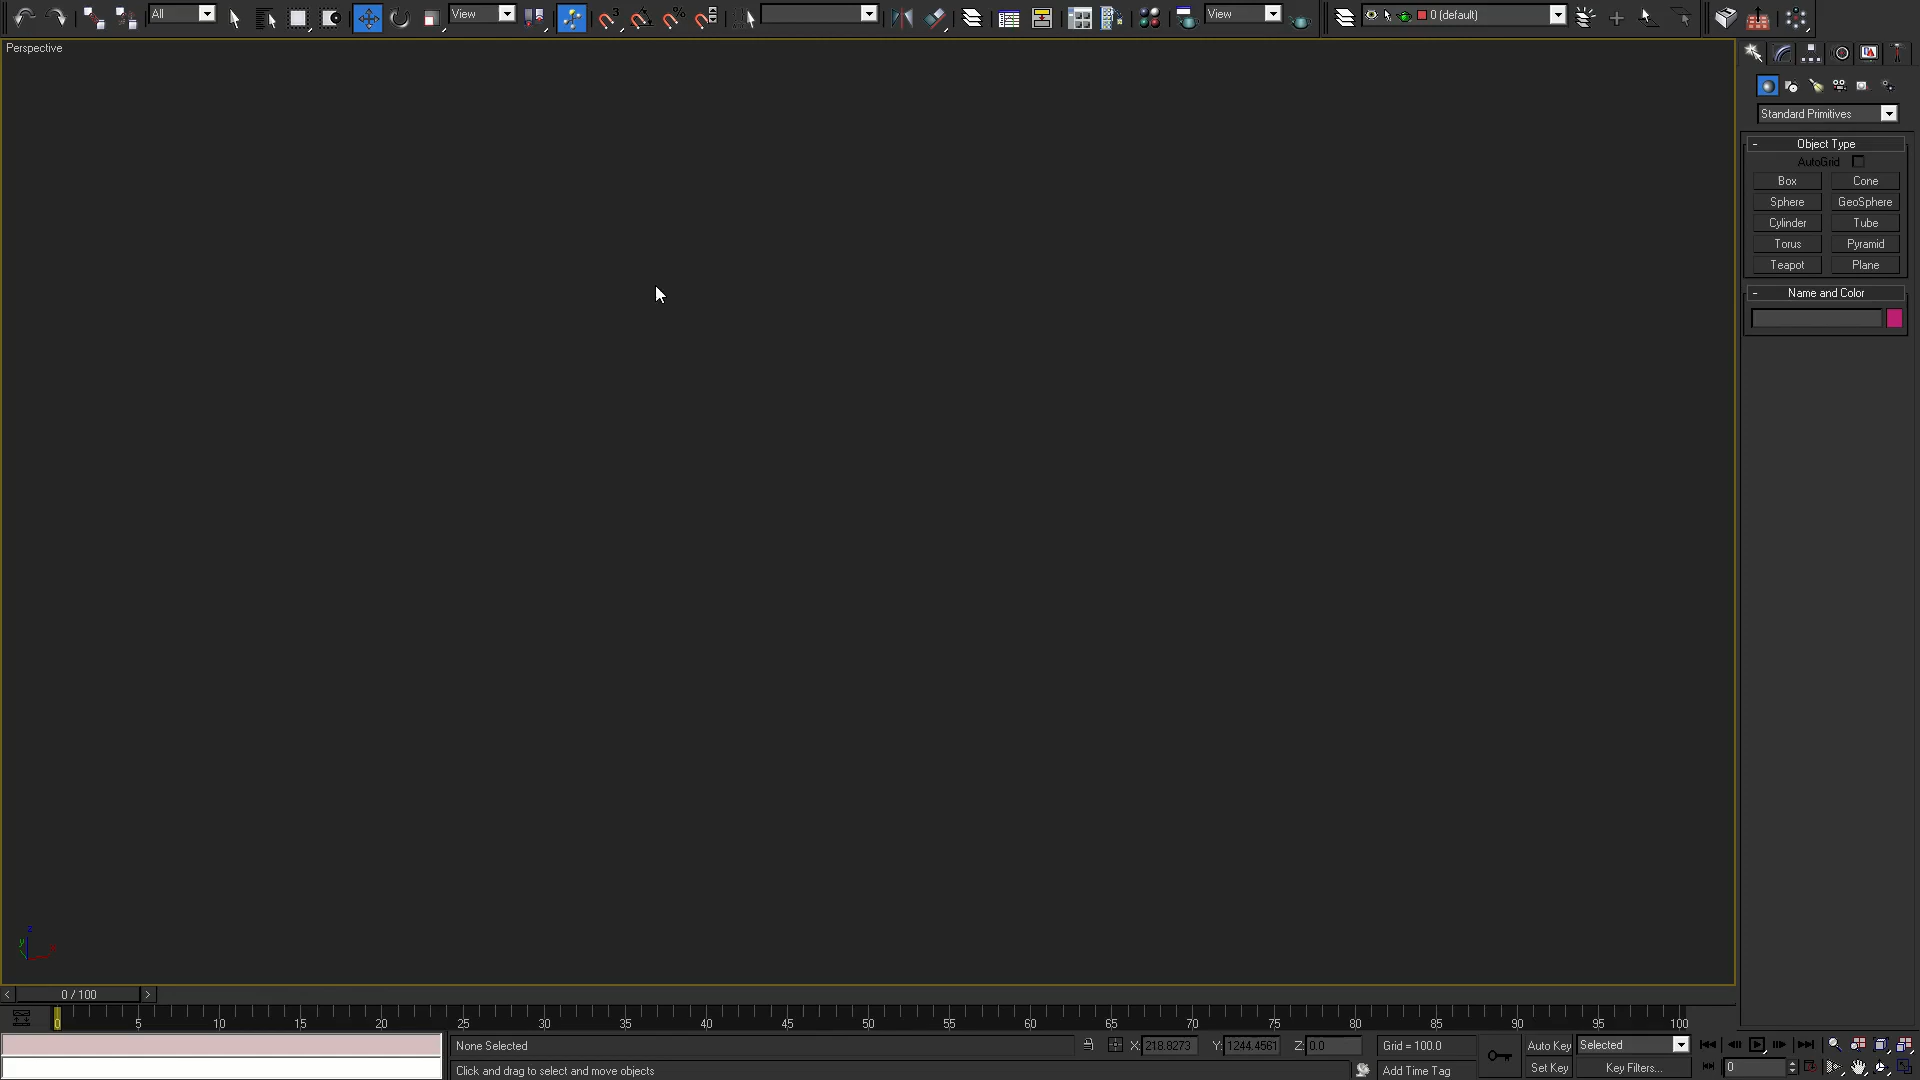 All
View
View
0 (default)
Perspective
Standard Primitives
- Object Type
AutoGrid
Box Cone
Sphere GeoSphere
Cylinder Tube
Torus Pyramid
Teapot Plane
- Name and Color
z
y
x
< 0 / 100 >
0 5 10 15 20 25 30 35 40 45 50 55 60 65 70 75 80 85 90 95 100
None Selected X: 218.8273 Y: 1244.4561 Z: 0.0 Grid = 100.0 Auto Key Selected
Click and drag to select and move objects Add Time Tag Set Key Key Filters... 0